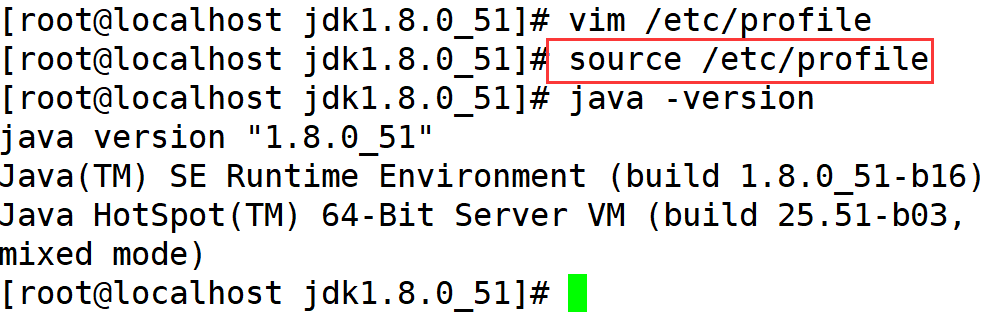 [root@localhost jdk1.8.0_51]# vim /etc/profile
[root@localhost jdk1.8.0_51]# source /etc/profile
[root@localhost jdk1.8.0_51]# java -version
java version "1.8.0_51"
Java(TM) SE Runtime Environment (build 1.8.0_51-b16)
Java HotSpot(TM) 64-Bit Server VM (build 25.51-b03,
mixed mode)
[root@localhost jdk1.8.0_51]#